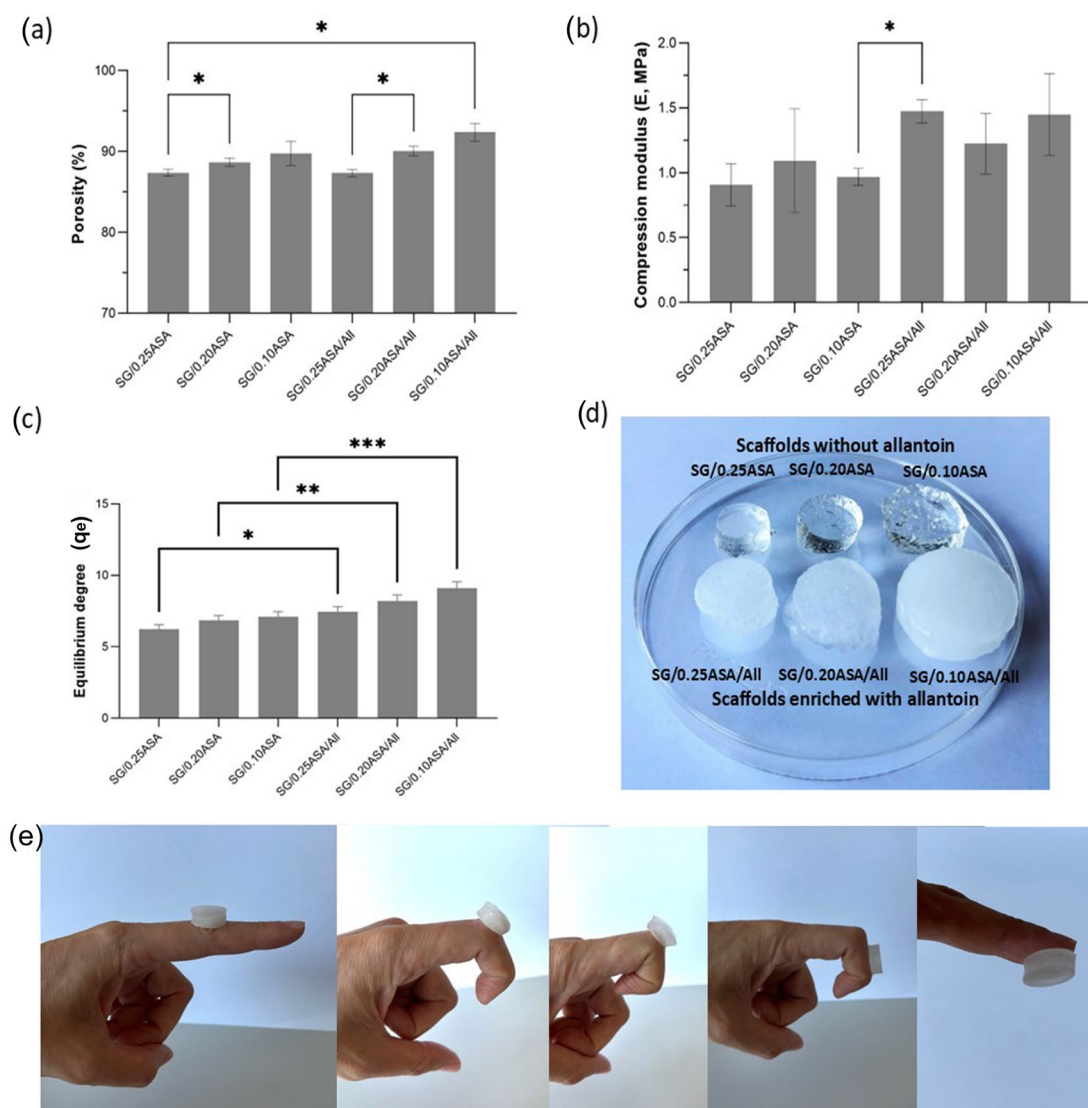 (a)
*
*
*
Porosity (%)
100
90
80
70
SG/0.25ASA
SG/0.20ASA
SG/0.10ASA
SG/0.25ASA/All
SG/0.20ASA/All
SG/0.10ASA/All
(b)
*
Compression modulus (E, MPa)
2.0
1.5
1.0
0.5
0.0
SG/0.25ASA
SG/0.20ASA
SG/0.10ASA
SG/0.25ASA/All
SG/0.20ASA/All
SG/0.10ASA/All
(c)
***
**
*
Equilibrium degree (qe)
15
10
5
0
SG/0.25ASA
SG/0.20ASA
SG/0.10ASA
SG/0.25ASA/All
SG/0.20ASA/All
SG/0.10ASA/All
(d)
Scaffolds without allantoin
SG/0.25ASA SG/0.20ASA SG/0.10ASA
SG/0.25ASA/All SG/0.20ASA/All SG/0.10ASA/All
Scaffolds enriched with allantoin
(e)